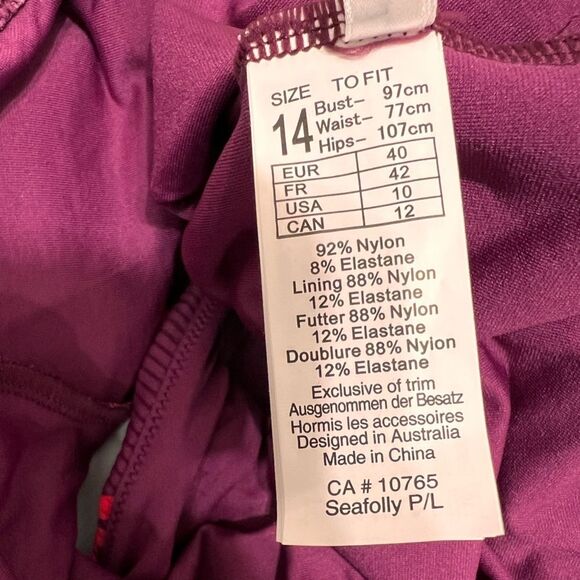 SIZE TO FIT
14 Bust– 97cm
Waist– 77cm
Hips– 107cm
EUR 40
FR 42
USA 10
CAN 12
92% Nylon
8% Elastane
Lining 88% Nylon
12% Elastane
Futter 88% Nylon
12% Elastane
Doublure 88% Nylon
12% Elastane
Exclusive of trim
Ausgenommen der Besatz
Hormis les accessoires
Designed in Australia
Made in China
CA # 10765
Seafolly P/L